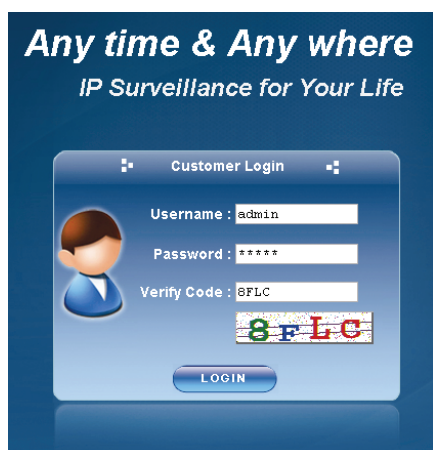 Any time & Any where
IP Surveillance for Your Life
Customer Login
Username : admin
Password : *****
Verify Code : 8FLC
8FLC
LOGIN